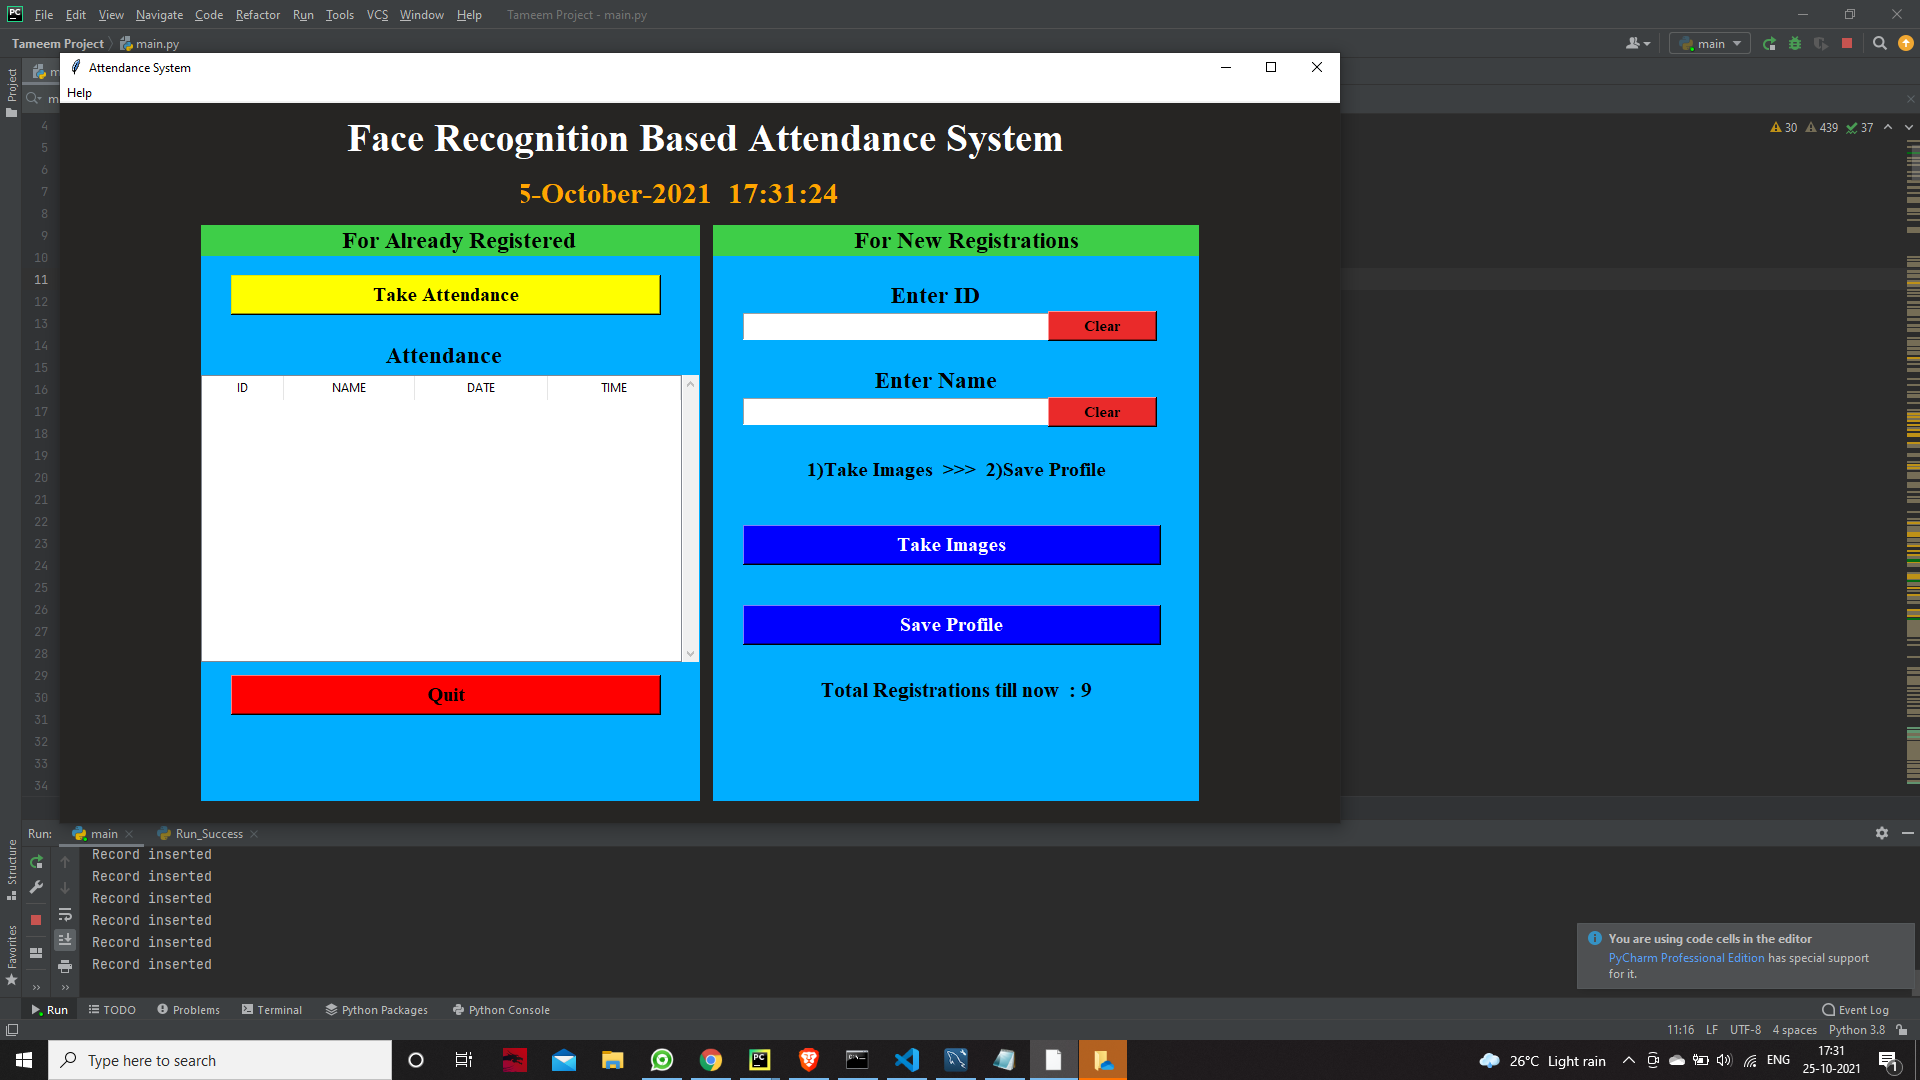 File Edit View Navigate Code Refactor Run Tools VCS Window Help Tameem Project - main.py
Tameem Project main.py main
Attendance System
Help
30 439 37
Face Recognition Based Attendance System
5-October-2021 17:31:24
For Already Registered
Take Attendance
Attendance
ID NAME DATE TIME
Quit
For New Registrations
Enter ID
Clear
Enter Name
Clear
1)Take Images >>> 2)Save Profile
Take Images
Save Profile
Total Registrations till now : 9
Project
4
5
6
7
8
9
10
11
12
13
14
15
16
17
18
19
20
21
22
23
24
25
26
27
28
29
30
31
32
33
34
Structure
Favorites
Run: main Run_Success
Record inserted
Record inserted
Record inserted
Record inserted
Record inserted
Record inserted
You are using code cells in the editor
PyCharm Professional Edition has special support
for it.
Run TODO Problems Terminal Python Packages Python Console Event Log
11:16 LF UTF-8 4 spaces Python 3.8
Type here to search
26°C Light rain ENG
17:31
25-10-2021
1